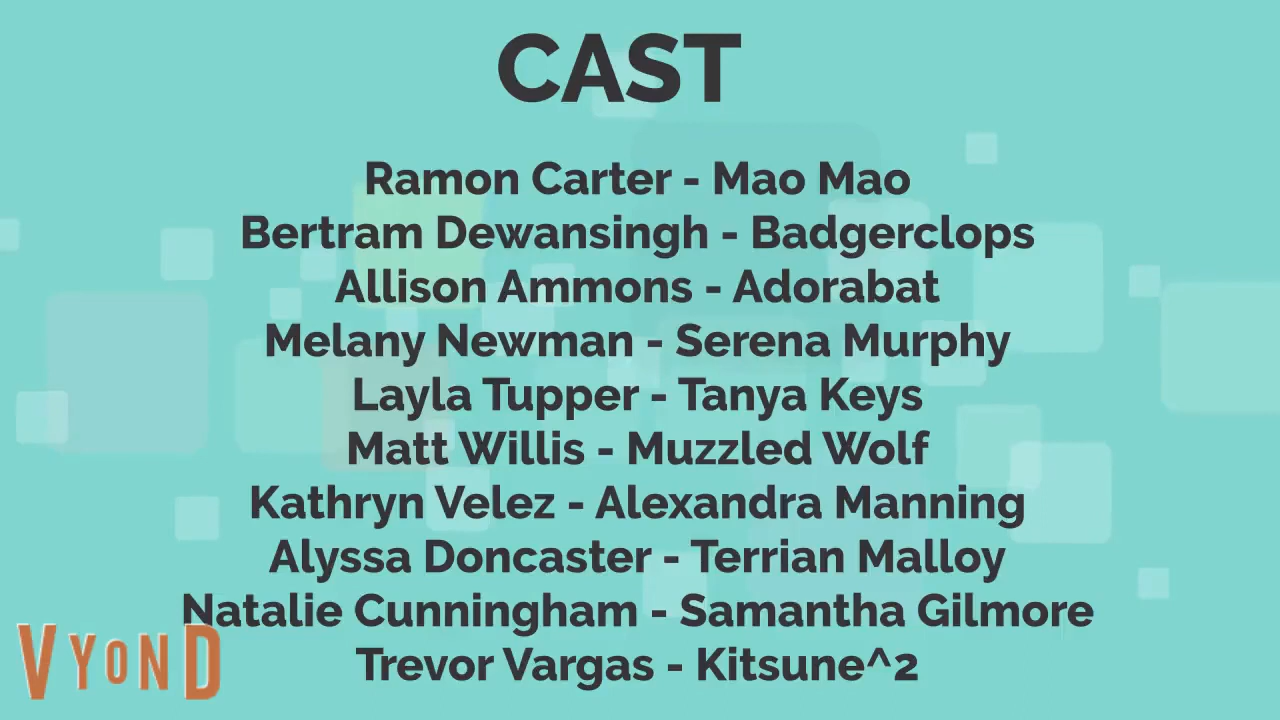 CAST
Ramon Carter - Mao Mao
Bertram Dewansingh - Badgerclops
Allison Ammons - Adorabat
Melany Newman - Serena Murphy
Layla Tupper - Tanya Keys
Matt Willis - Muzzled Wolf
Kathryn Velez - Alexandra Manning
Alyssa Doncaster - Terrian Malloy
Natalie Cunningham - Samantha Gilmore
Trevor Vargas - Kitsune^2
VYOND